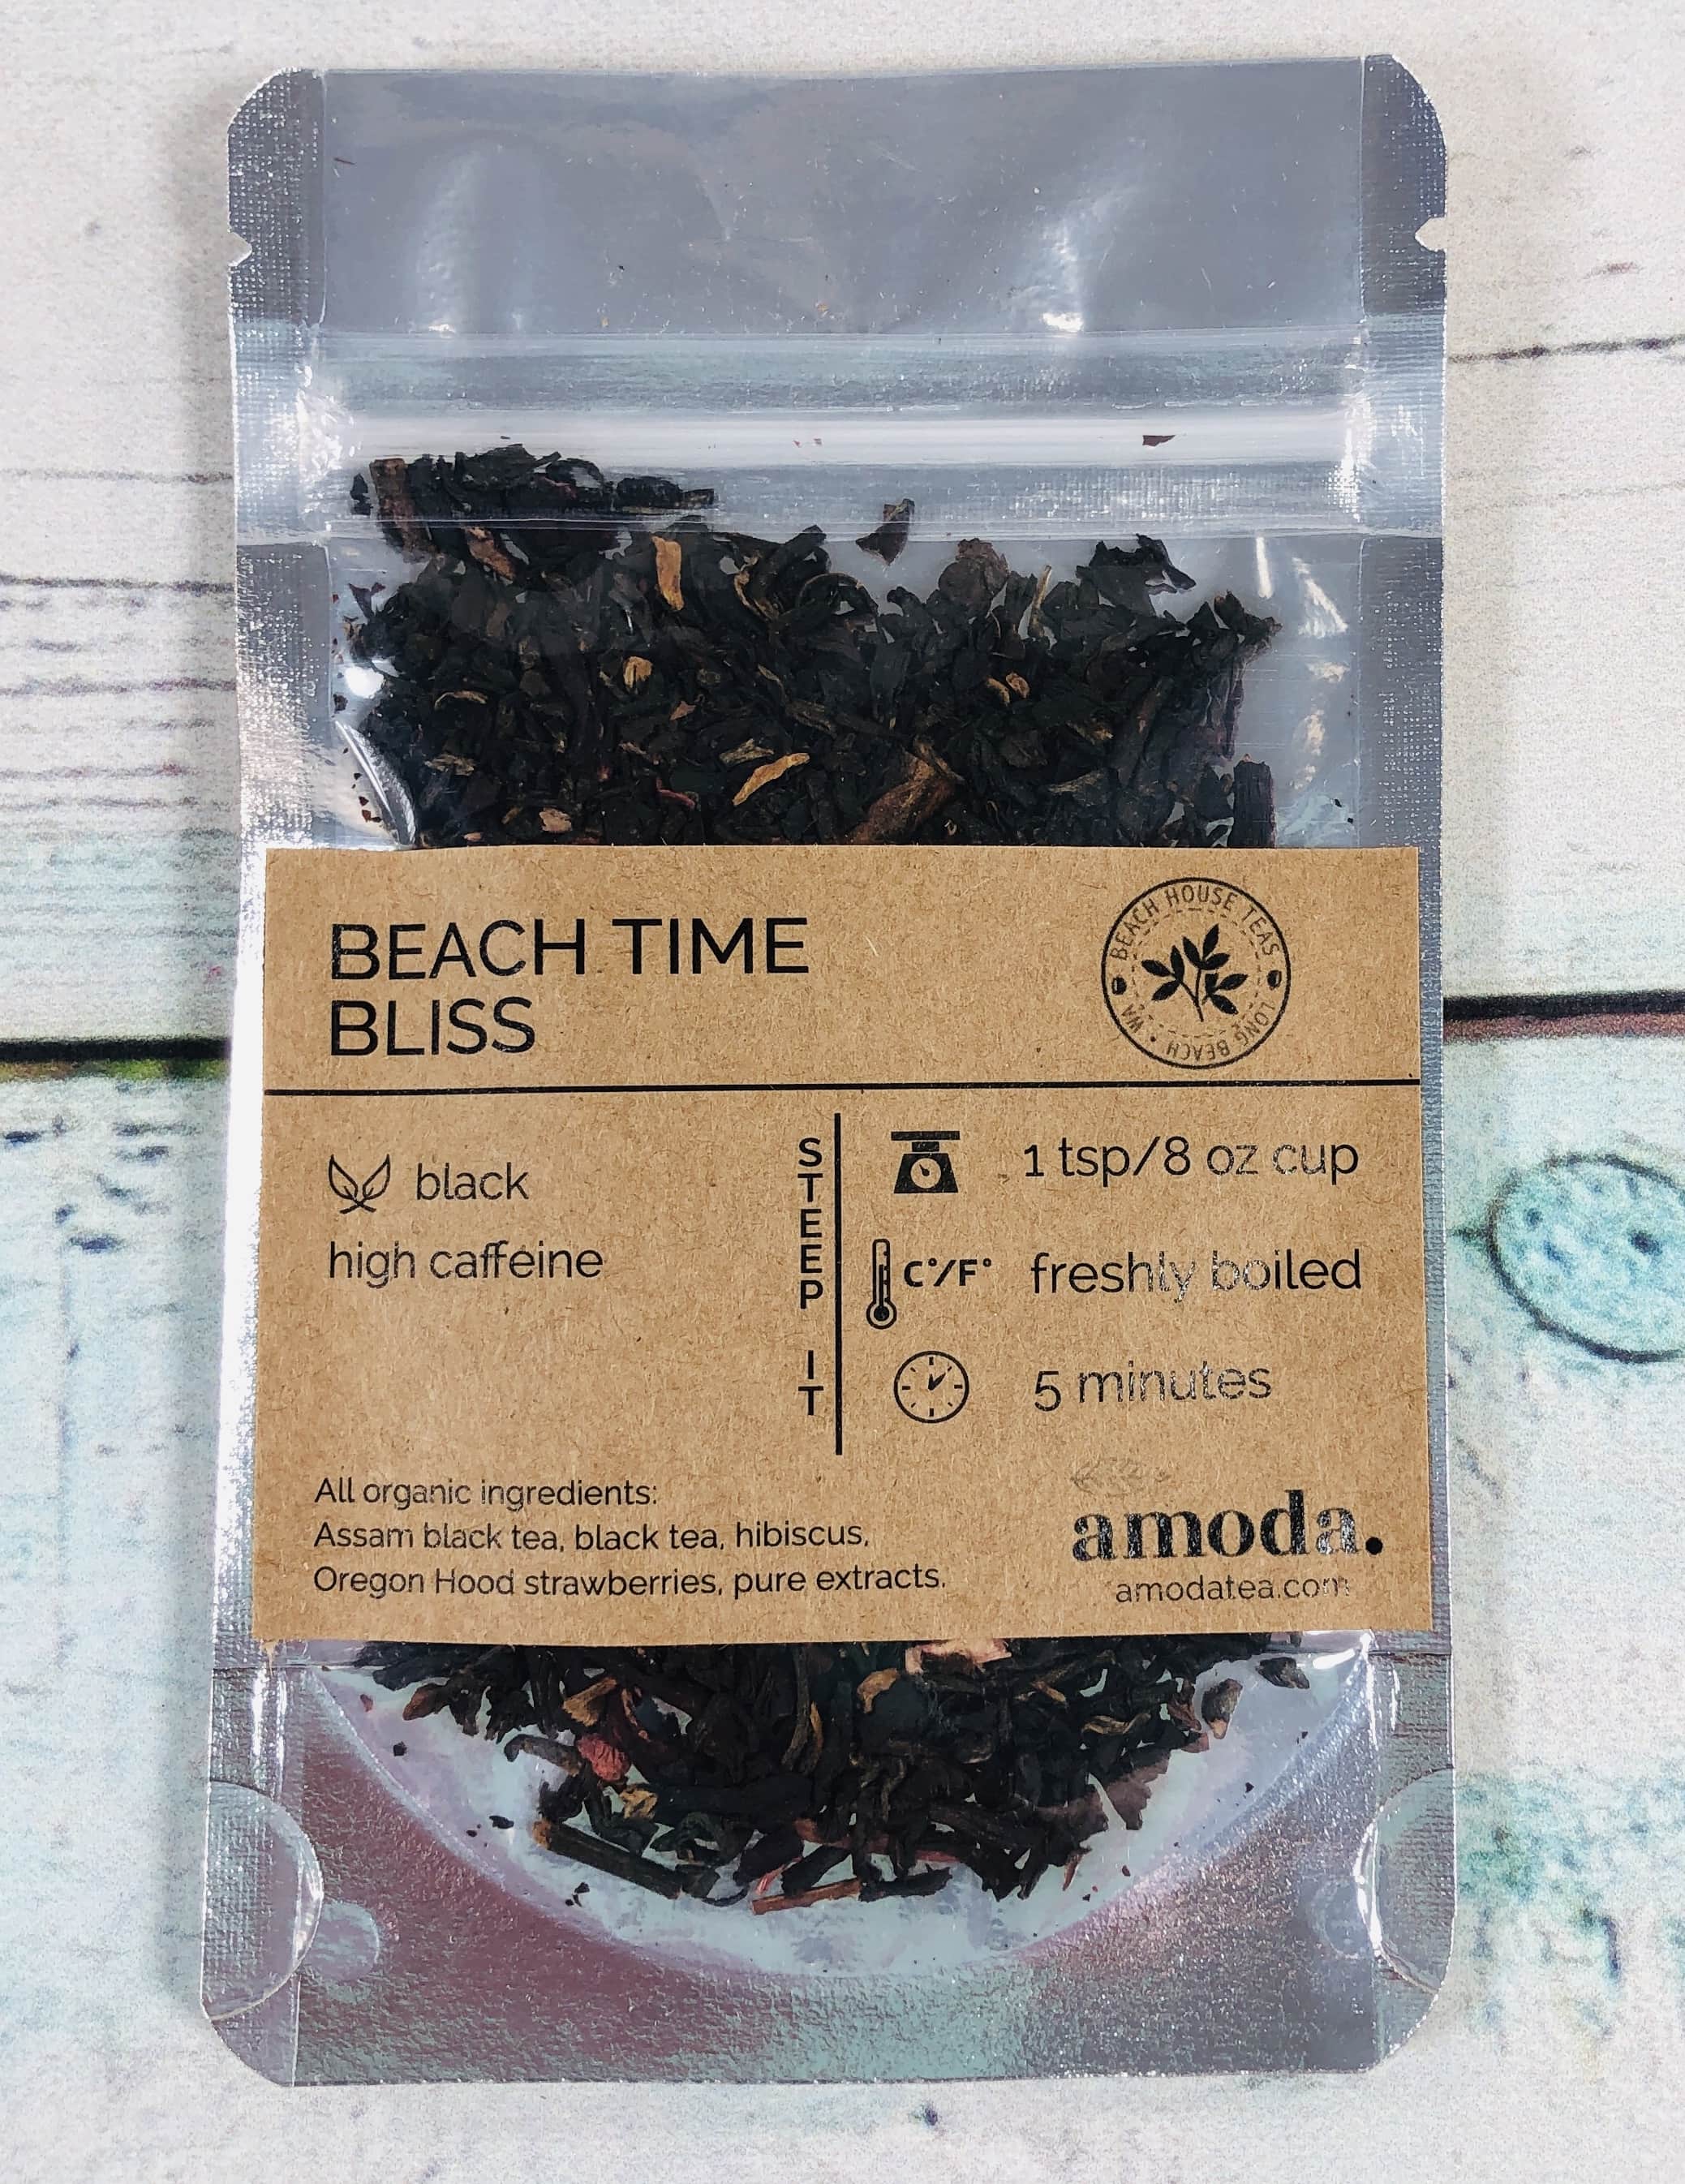 BEACH TIME
BLISS
BEACH HOUSE TEAS
LONG BEACH • WA
black
high caffeine
STEEP IT
1 tsp/8 oz cup
C°/F° freshly boiled
5 minutes
All organic ingredients:
Assam black tea, black tea, hibiscus,
Oregon Hood strawberries, pure extracts.
amoda.
amodatea.com